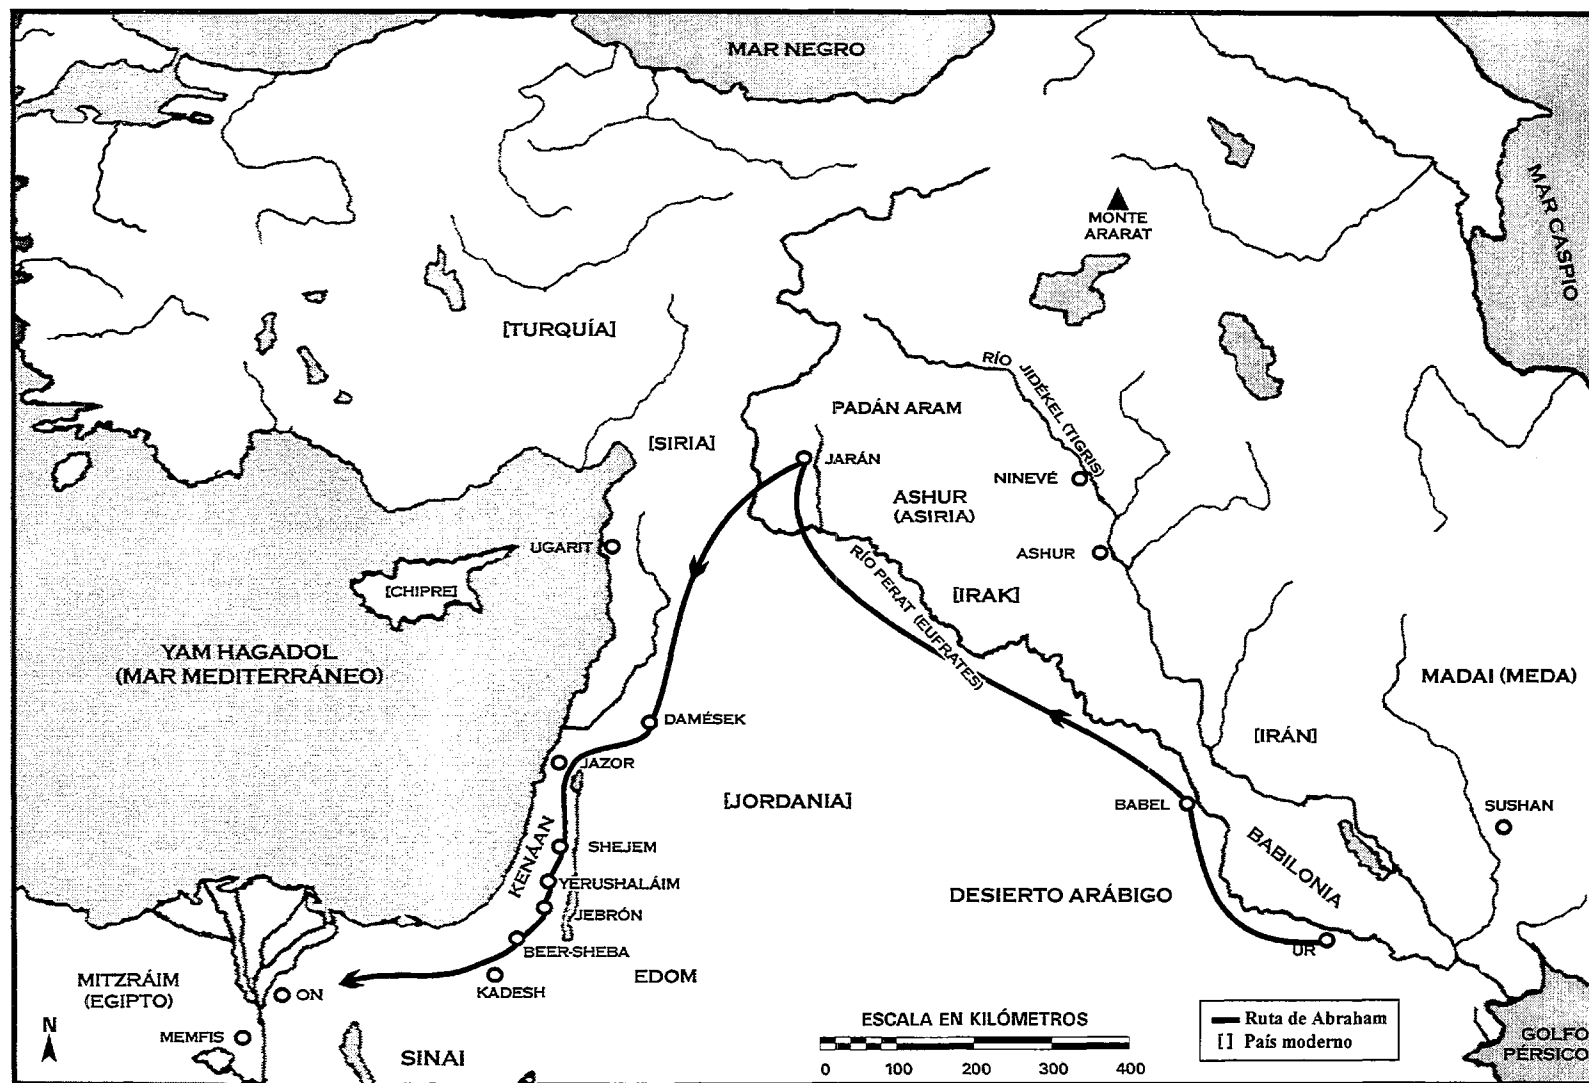 MAR NEGRO
MAR CASPIO
MONTE
ARARAT
[TURQUÍA]
RÍO JIDÉKEL (TIGRIS)
PADÁN ARAM
[SIRIA]
JARÁN
NINEVÉ
ASHUR
(ASIRIA)
UGARIT
ASHUR
[CHIPRE]
RÍO PERAT (EUFRATES)
[IRAK]
YAM HAGADOL
(MAR MEDITERRÁNEO)
MADAI (MEDA)
DAMÉSEK
[IRÁN]
JAZOR
[JORDANIA]
BABEL
SUSHAN
KENÁAN
SHEJEM
BABILONIA
YERUSHALÁIM
DESIERTO ARÁBIGO
JEBRÓN
BEER-SHEBA
UR
MITZRÁIM
(EGIPTO)
EDOM
ON
KADESH
N
MEMFIS
SINAI
ESCALA EN KILÓMETROS
0 100 200 300 400
Ruta de Abraham
[ ] País moderno
GOLFO
PÉRSICO